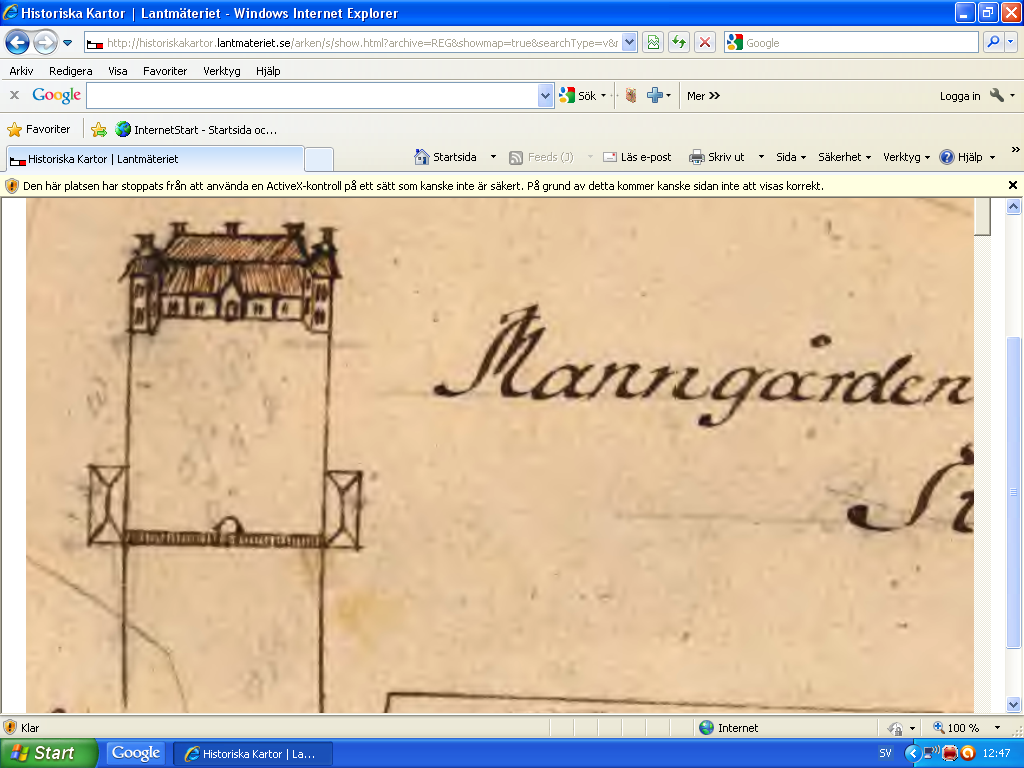 Historiska Kartor | Lantmäteriet - Windows Internet Explorer
http://historiskakartor.lantmateriet.se/arken/s/show.html?archive=REG&showmap=true&searchType=v&r
Google
Arkiv Redigera Visa Favoriter Verktyg Hjälp
x Google Sök Mer >> Logga in
Favoriter InternetStart - Startsida oc...
Historiska Kartor | Lantmäteriet Startsida Feeds (J) Läs e-post Skriv ut Sida Säkerhet Verktyg Hjälp >>
Den här platsen har stoppats från att använda en ActiveX-kontroll på ett sätt som kanske inte är säkert. På grund av detta kommer kanske sidan inte att visas korrekt.
Manngården
Klar Internet 100 %
Start Google Historiska Kartor | La... SV 12:47